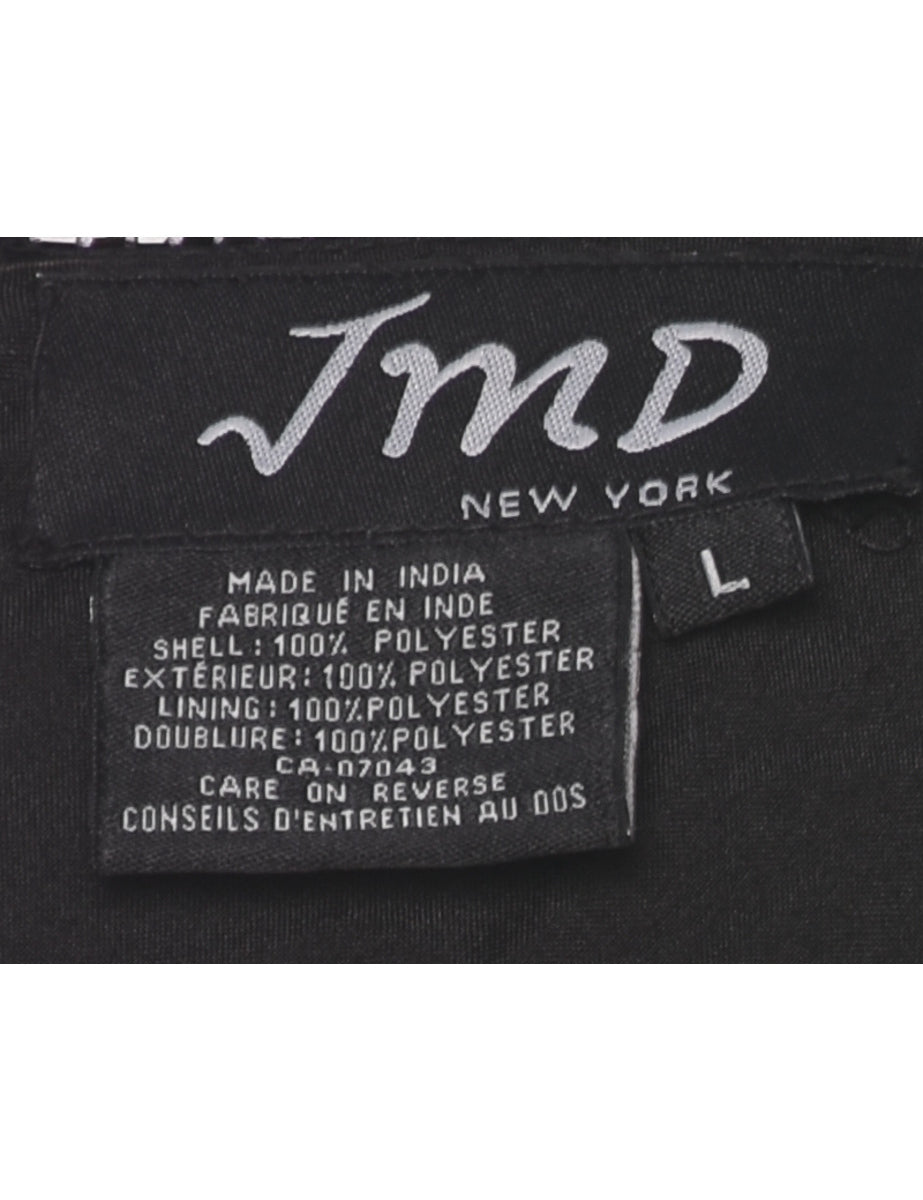 JMD
NEW YORK
L
MADE IN INDIA
FABRIQUÉ EN INDE
SHELL: 100% POLYESTER
EXTÉRIEUR: 100% POLYESTER
LINING: 100% POLYESTER
DOUBLURE: 100% POLYESTER
CA-07043
CARE ON REVERSE
CONSEILS D'ENTRETIEN AU DOS